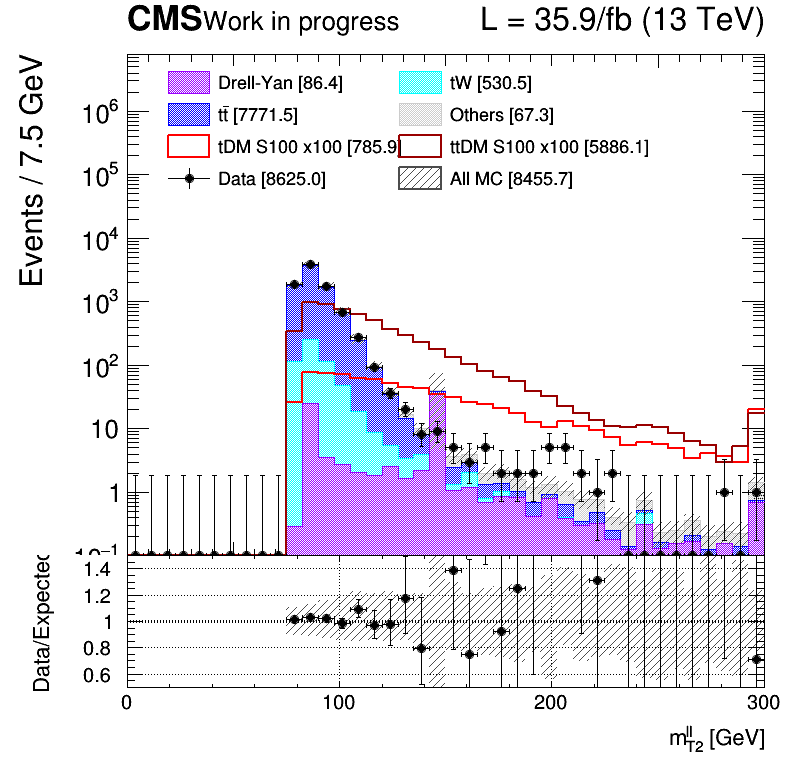 CMS Work in progress L = 35.9/fb (13 TeV)
Events / 7.5 GeV
Drell-Yan [86.4]
tW [530.5]
tt̄ [7771.5]
Others [67.3]
tDM S100 x100 [785.9]
ttDM S100 x100 [5886.1]
Data [8625.0]
All MC [8455.7]
10⁶
10⁵
10⁴
10³
10²
10
1
10⁻¹
Data/Expected
1.4
1.2
1
0.8
0.6
0 100 200 300
m^{ll}_{T2} [GeV]